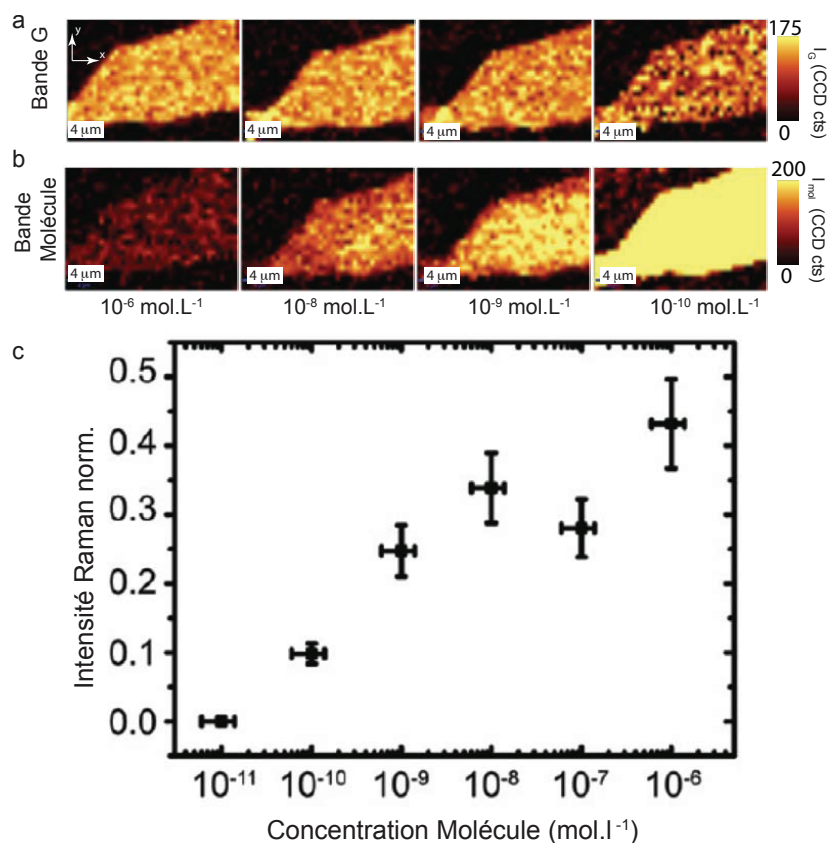 a
Bande G
y
x
4 μm
4 μm
4 μm
4 μm
175
0
I_G (CCD cts)
b
Bande
Molécule
4 μm
4 μm
4 μm
4 μm
200
0
I_mol (CCD cts)
10⁻⁶ mol.L⁻¹
10⁻⁸ mol.L⁻¹
10⁻⁹ mol.L⁻¹
10⁻¹⁰ mol.L⁻¹
c
Intensité Raman norm.
0.5
0.4
0.3
0.2
0.1
0.0
10⁻¹¹ 10⁻¹⁰ 10⁻⁹ 10⁻⁸ 10⁻⁷ 10⁻⁶
Concentration Molécule (mol.l⁻¹)